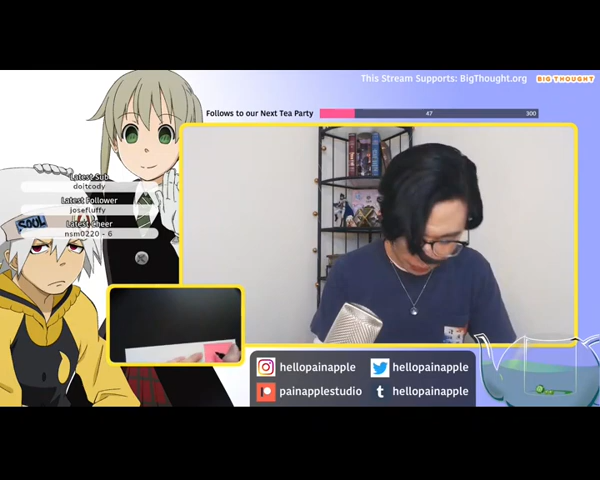 This Stream Supports: BigThought.org
BIG THOUGHT
Follows to our Next Tea Party
47
300
Latest Sub
doitcody
Latest Follower
josefluffy
Latest Cheer
nsm0220 - 6
SOUL
hellopainapple
hellopainapple
painapplestudio
hellopainapple